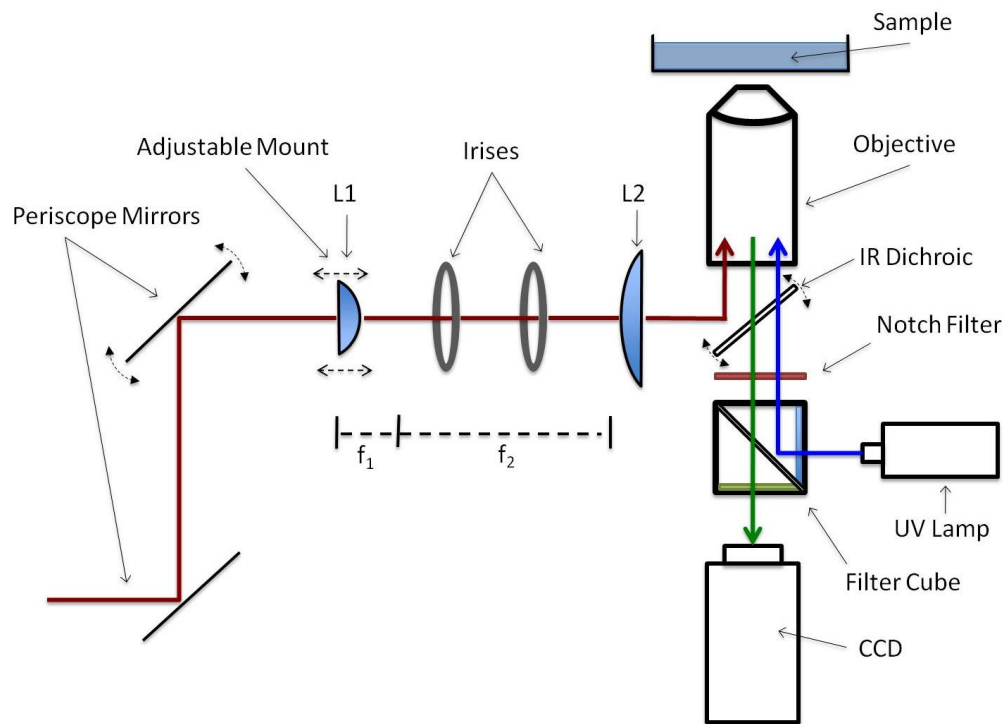 Sample
Adjustable Mount
Irises
Objective
Periscope Mirrors
L1
L2
IR Dichroic
Notch Filter
f1
f2
UV Lamp
Filter Cube
CCD